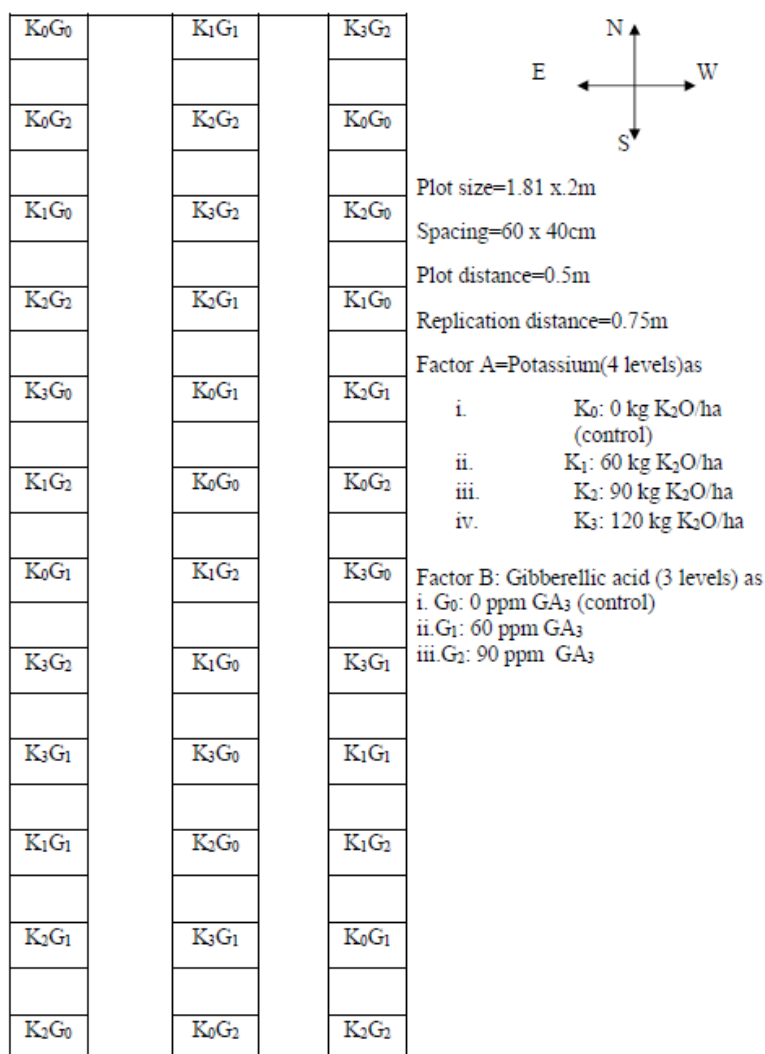 K₀G₀ K₁G₁ K₃G₂
K₀G₂ K₂G₂ K₀G₀
K₁G₀ K₃G₂ K₂G₀
K₂G₂ K₂G₁ K₁G₀
K₃G₀ K₀G₁ K₂G₁
K₁G₂ K₀G₀ K₀G₂
K₀G₁ K₁G₂ K₃G₀
K₃G₂ K₁G₀ K₃G₁
K₃G₁ K₃G₀ K₁G₁
K₁G₁ K₂G₀ K₁G₂
K₂G₁ K₃G₁ K₀G₁
K₂G₀ K₀G₂ K₂G₂
N
E W
S
Plot size=1.81 x.2m
Spacing=60 x 40cm
Plot distance=0.5m
Replication distance=0.75m
Factor A=Potassium(4 levels)as
i. K₀: 0 kg K₂O/ha
(control)
ii. K₁: 60 kg K₂O/ha
iii. K₂: 90 kg K₂O/ha
iv. K₃: 120 kg K₂O/ha
Factor B: Gibberellic acid (3 levels) as
i. G₀: 0 ppm GA₃ (control)
ii.G₁: 60 ppm GA₃
iii.G₂: 90 ppm GA₃